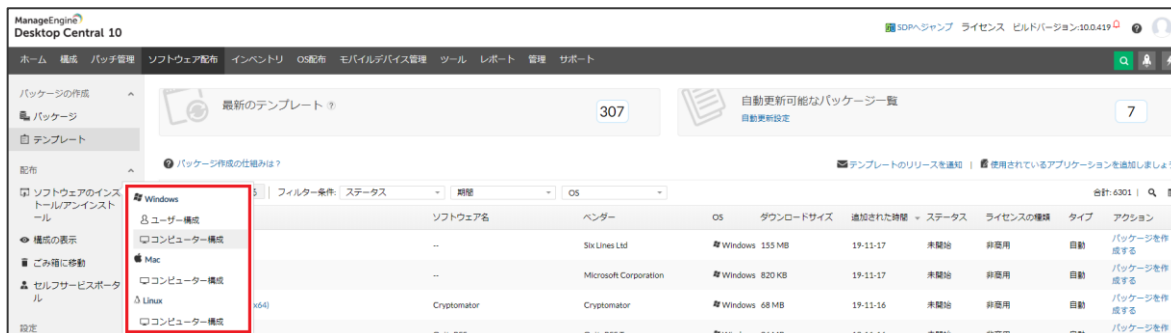 ManageEngine
Desktop Central 10
SDPへジャンプ ライセンス ビルドバージョン:10.0.419
ホーム 構成 パッチ管理 ソフトウェア配布 インベントリ OS配布 モバイルデバイス管理 ツール レポート 管理 サポート
パッケージの作成
パッケージ
テンプレート
配布
ソフトウェアのインス
トール/アンインスト
ール
構成の表示
ごみ箱に移動
セルフサービスポータ
ル
設定
Windows
ユーザー構成
コンピューター構成
Mac
コンピューター構成
Linux
コンピューター構成
最新のテンプレート
307
自動更新可能なパッケージ一覧
自動更新設定
7
パッケージ作成の仕組みは？
テンプレートのリリースを通知 | 使用されているアプリケーションを追加しましょう
フィルター条件: ステータス 期間 OS
合計: 6301
ソフトウェア名 ベンダー OS ダウンロードサイズ 追加された時間 ステータス ライセンスの種類 タイプ アクション
-- Six Lines Ltd Windows 155 MB 19-11-17 未開始 非商用 自動 パッケージを作
成する
-- Microsoft Corporation Windows 820 KB 19-11-17 未開始 非商用 自動 パッケージを作
成する
x64) Cryptomator Cryptomator Windows 68 MB 19-11-16 未開始 非商用 自動 パッケージを作
成する
パッケージを作